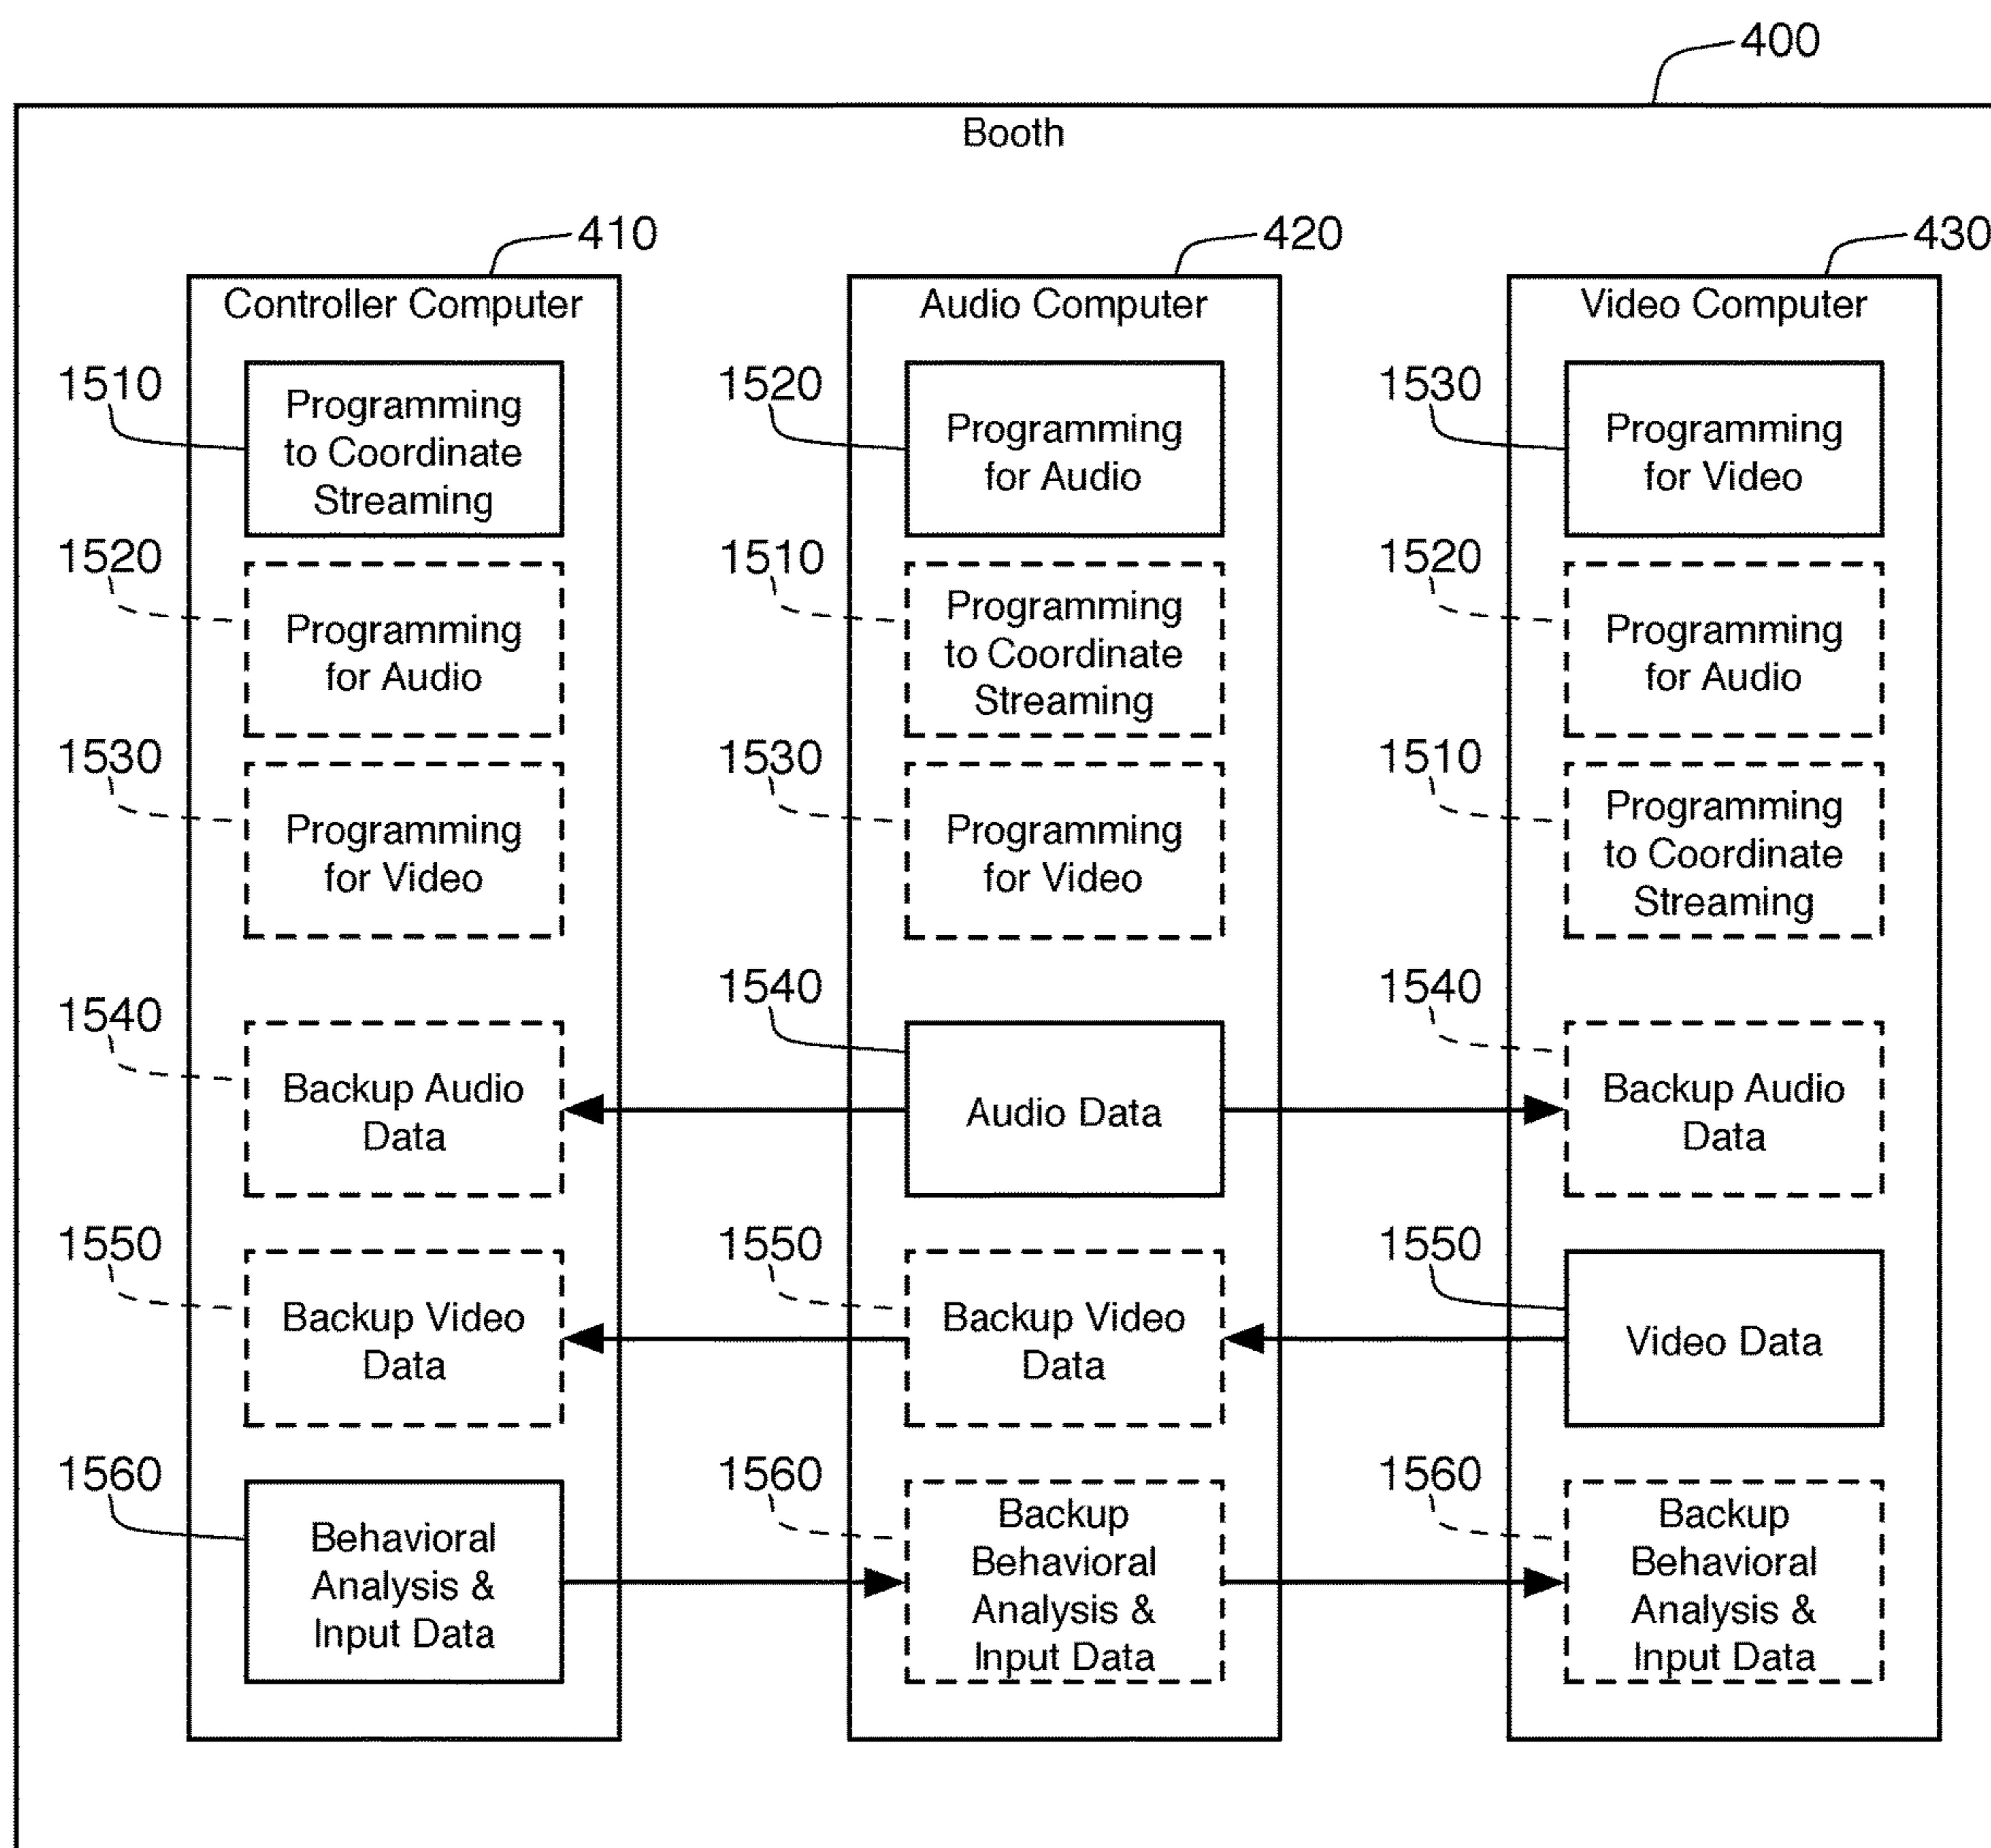 400
Booth
410
Controller Computer
1510
Programming
to Coordinate
Streaming
1520
Programming
for Audio
1530
Programming
for Video
1540
Backup Audio
Data
1550
Backup Video
Data
1560
Behavioral
Analysis &
Input Data
420
Audio Computer
1520
Programming
for Audio
1510
Programming
to Coordinate
Streaming
1530
Programming
for Video
1540
Audio Data
1550
Backup Video
Data
1560
Backup
Behavioral
Analysis &
Input Data
430
Video Computer
1530
Programming
for Video
1520
Programming
for Audio
1510
Programming
to Coordinate
Streaming
1540
Backup Audio
Data
1550
Video Data
1560
Backup
Behavioral
Analysis &
Input Data